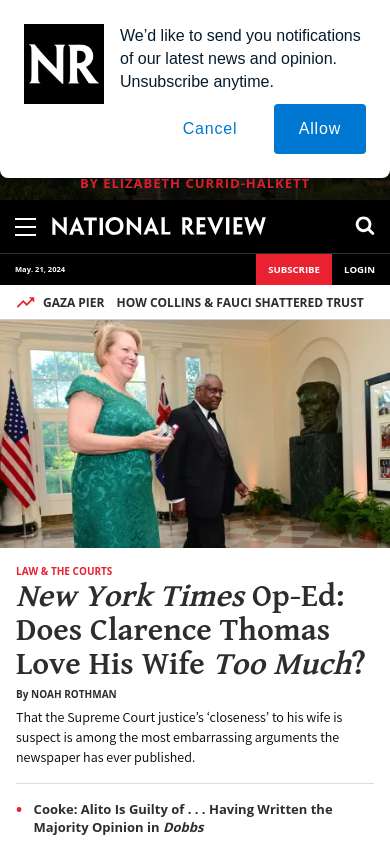 NR
We’d like to send you notifications
of our latest news and opinion.
Unsubscribe anytime.
Cancel
Allow
BY ELIZABETH CURRID-HALKETT
NATIONAL REVIEW
May. 21, 2024
SUBSCRIBE
LOGIN
GAZA PIER HOW COLLINS & FAUCI SHATTERED TRUST
LAW & THE COURTS
New York Times Op-Ed:
Does Clarence Thomas
Love His Wife Too Much?
By NOAH ROTHMAN
That the Supreme Court justice’s ‘closeness’ to his wife is
suspect is among the most embarrassing arguments the
newspaper has ever published.
• Cooke: Alito Is Guilty of . . . Having Written the
Majority Opinion in Dobbs